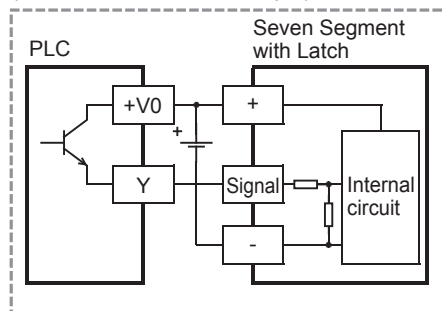 PLC
Seven Segment
with Latch
+V0
+
+
Y
Signal
Internal
circuit
-